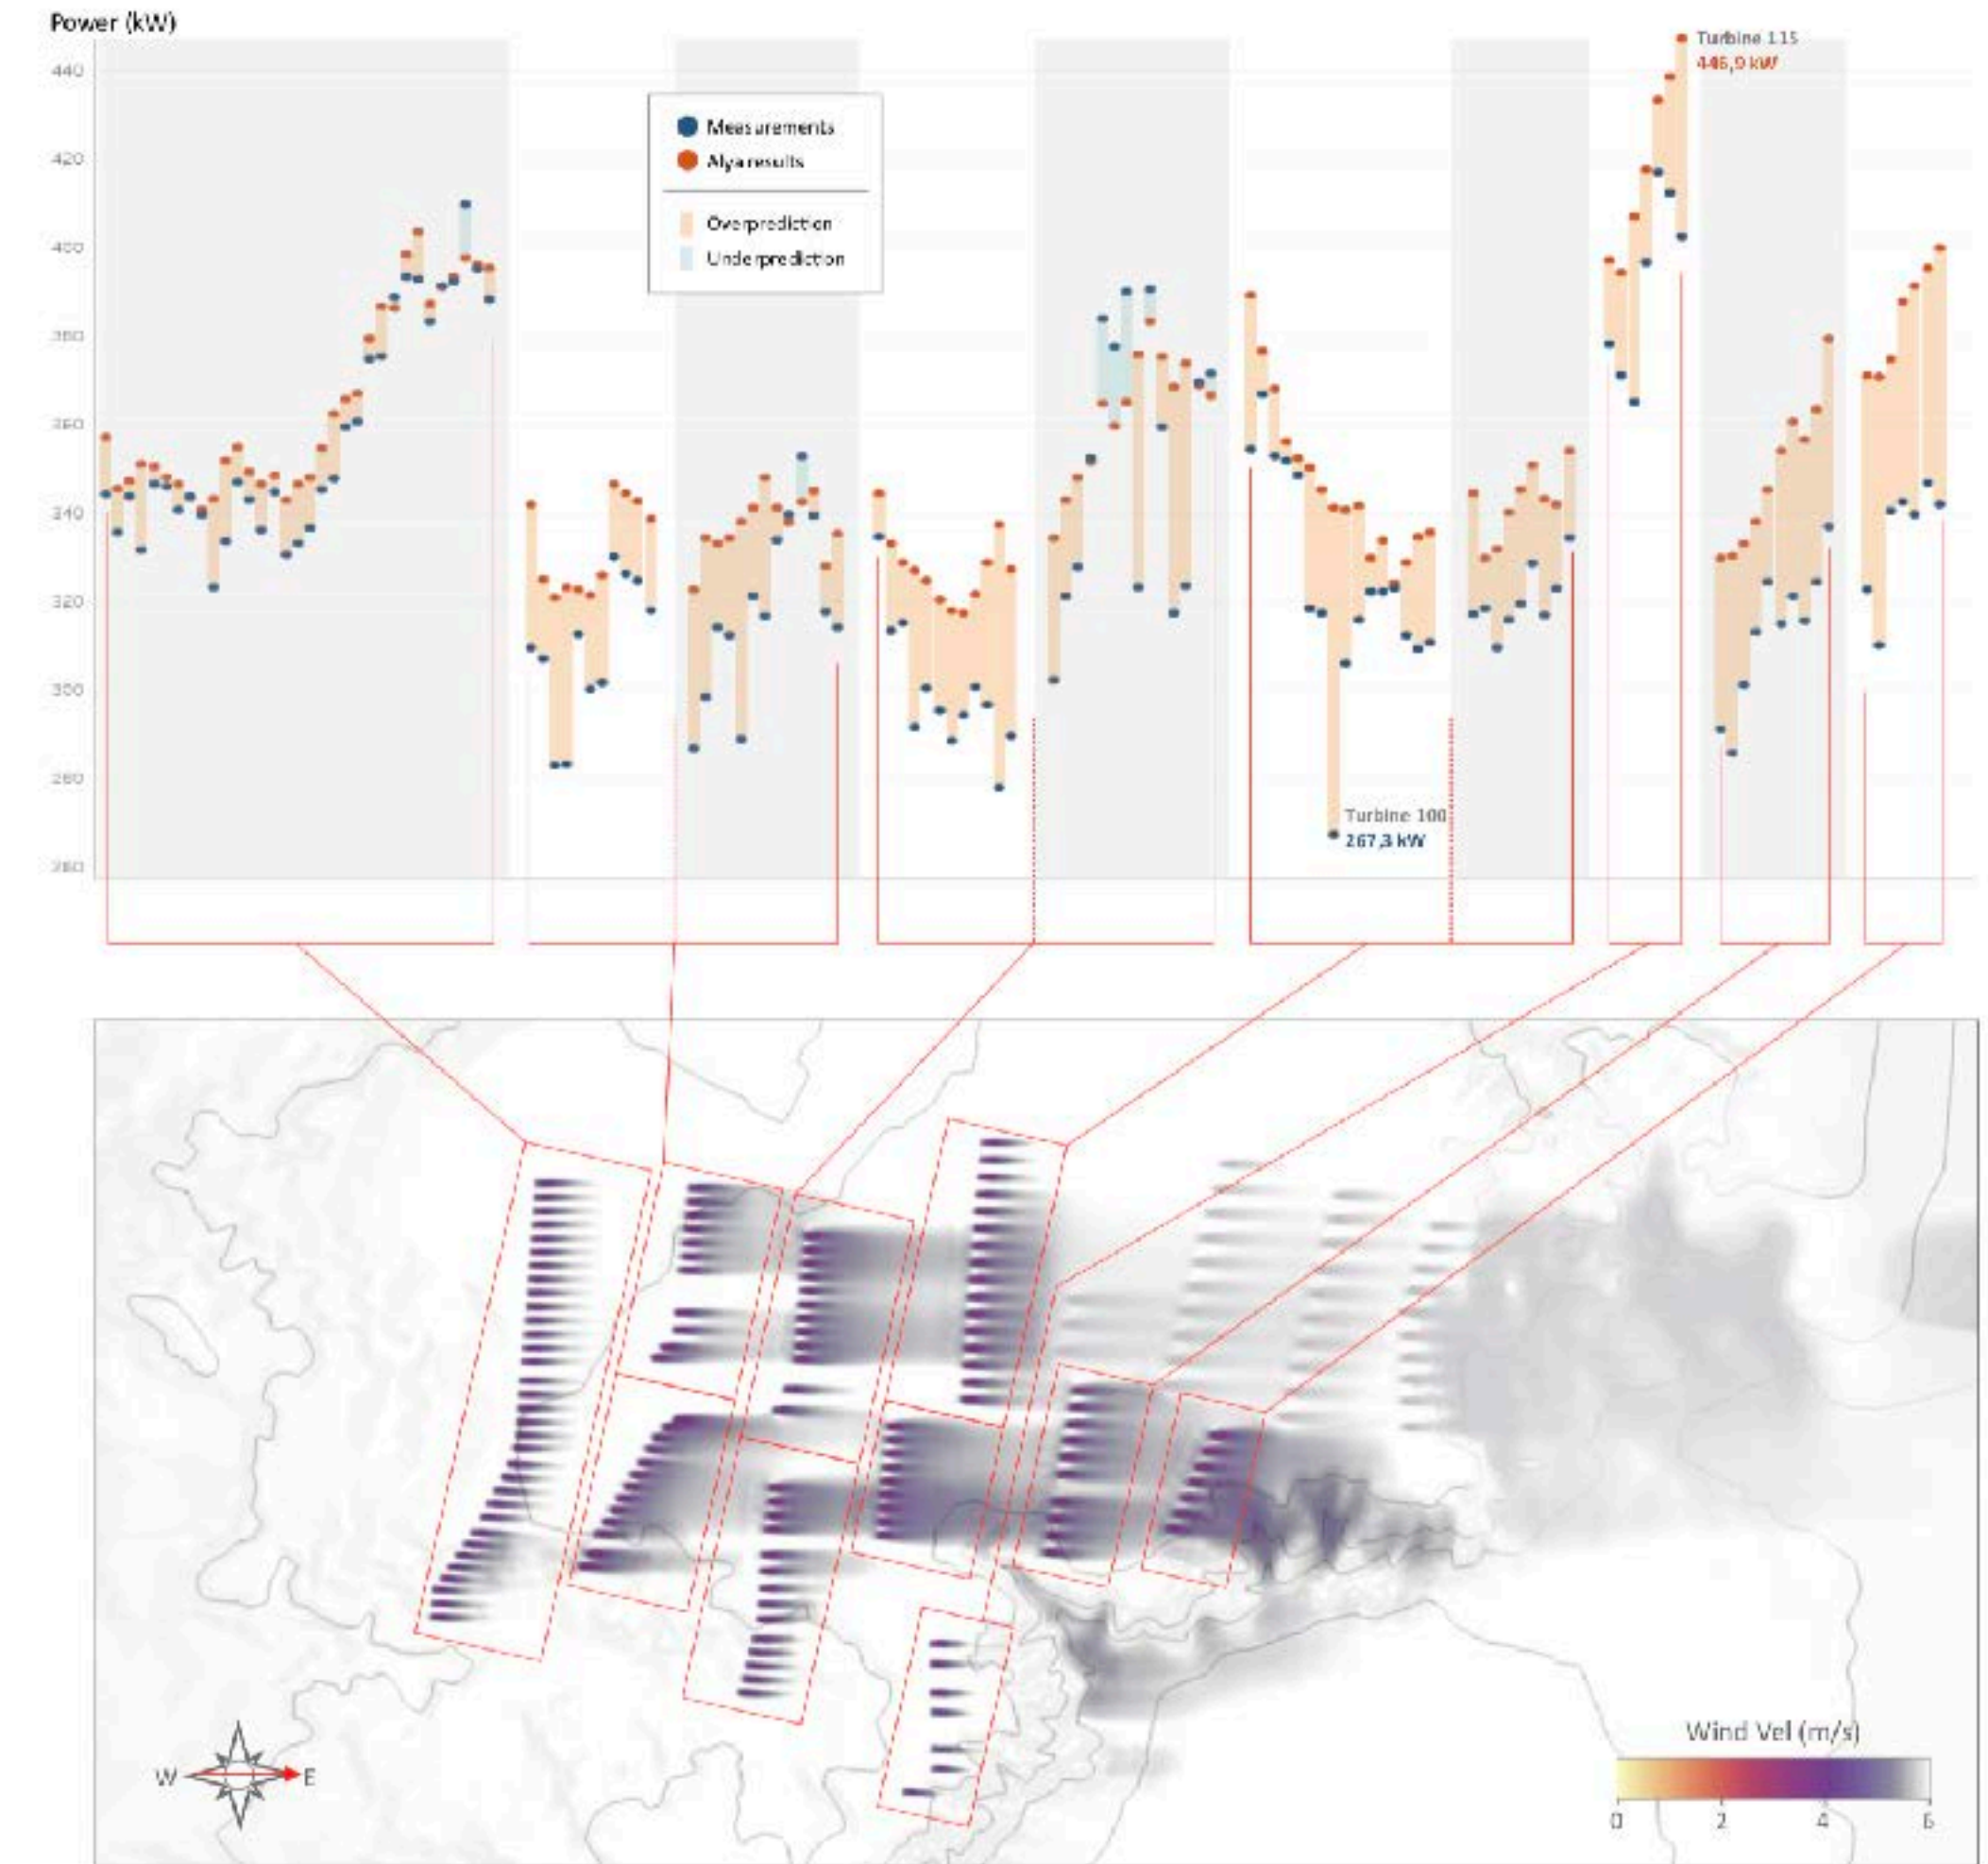 Power (kW)
440
420
400
380
360
340
320
300
280
260
Measurements
Alya results
Overprediction
Underprediction
Turbine 115
446,9 kW
Turbine 100
267,3 kW
W
E
Wind Vel (m/s)
0 2 4 6